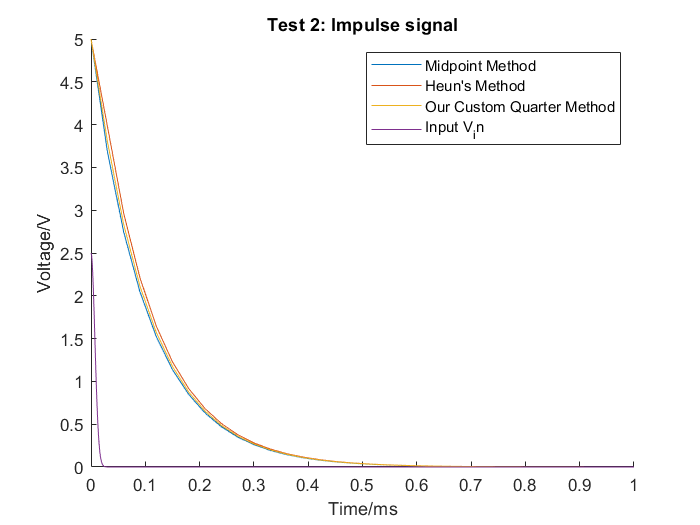 Test 2: Impulse signal
5
4.5
4
3.5
3
2.5
2
1.5
1
0.5
0
Voltage/V
Midpoint Method
Heun's Method
Our Custom Quarter Method
Input Vin
0 0.1 0.2 0.3 0.4 0.5 0.6 0.7 0.8 0.9 1
Time/ms